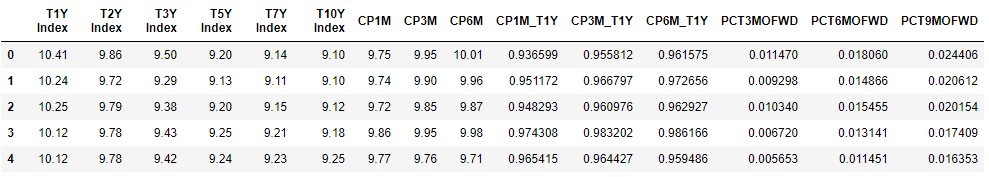 T1Y Index T2Y Index T3Y Index T5Y Index T7Y Index T10Y Index CP1M CP3M CP6M CP1M_T1Y CP3M_T1Y CP6M_T1Y PCT3MOFWD PCT6MOFWD PCT9MOFWD
0 10.41 9.86 9.50 9.20 9.14 9.10 9.75 9.95 10.01 0.936599 0.955812 0.961575 0.011470 0.018060 0.024406
1 10.24 9.72 9.29 9.13 9.11 9.10 9.74 9.90 9.96 0.951172 0.966797 0.972656 0.009298 0.014866 0.020612
2 10.25 9.79 9.38 9.20 9.15 9.12 9.72 9.85 9.87 0.948293 0.960976 0.962927 0.010340 0.015455 0.020154
3 10.12 9.78 9.43 9.25 9.21 9.18 9.86 9.95 9.98 0.974308 0.983202 0.986166 0.006720 0.013141 0.017409
4 10.12 9.78 9.42 9.24 9.23 9.25 9.77 9.76 9.71 0.965415 0.964427 0.959486 0.005653 0.011451 0.016353